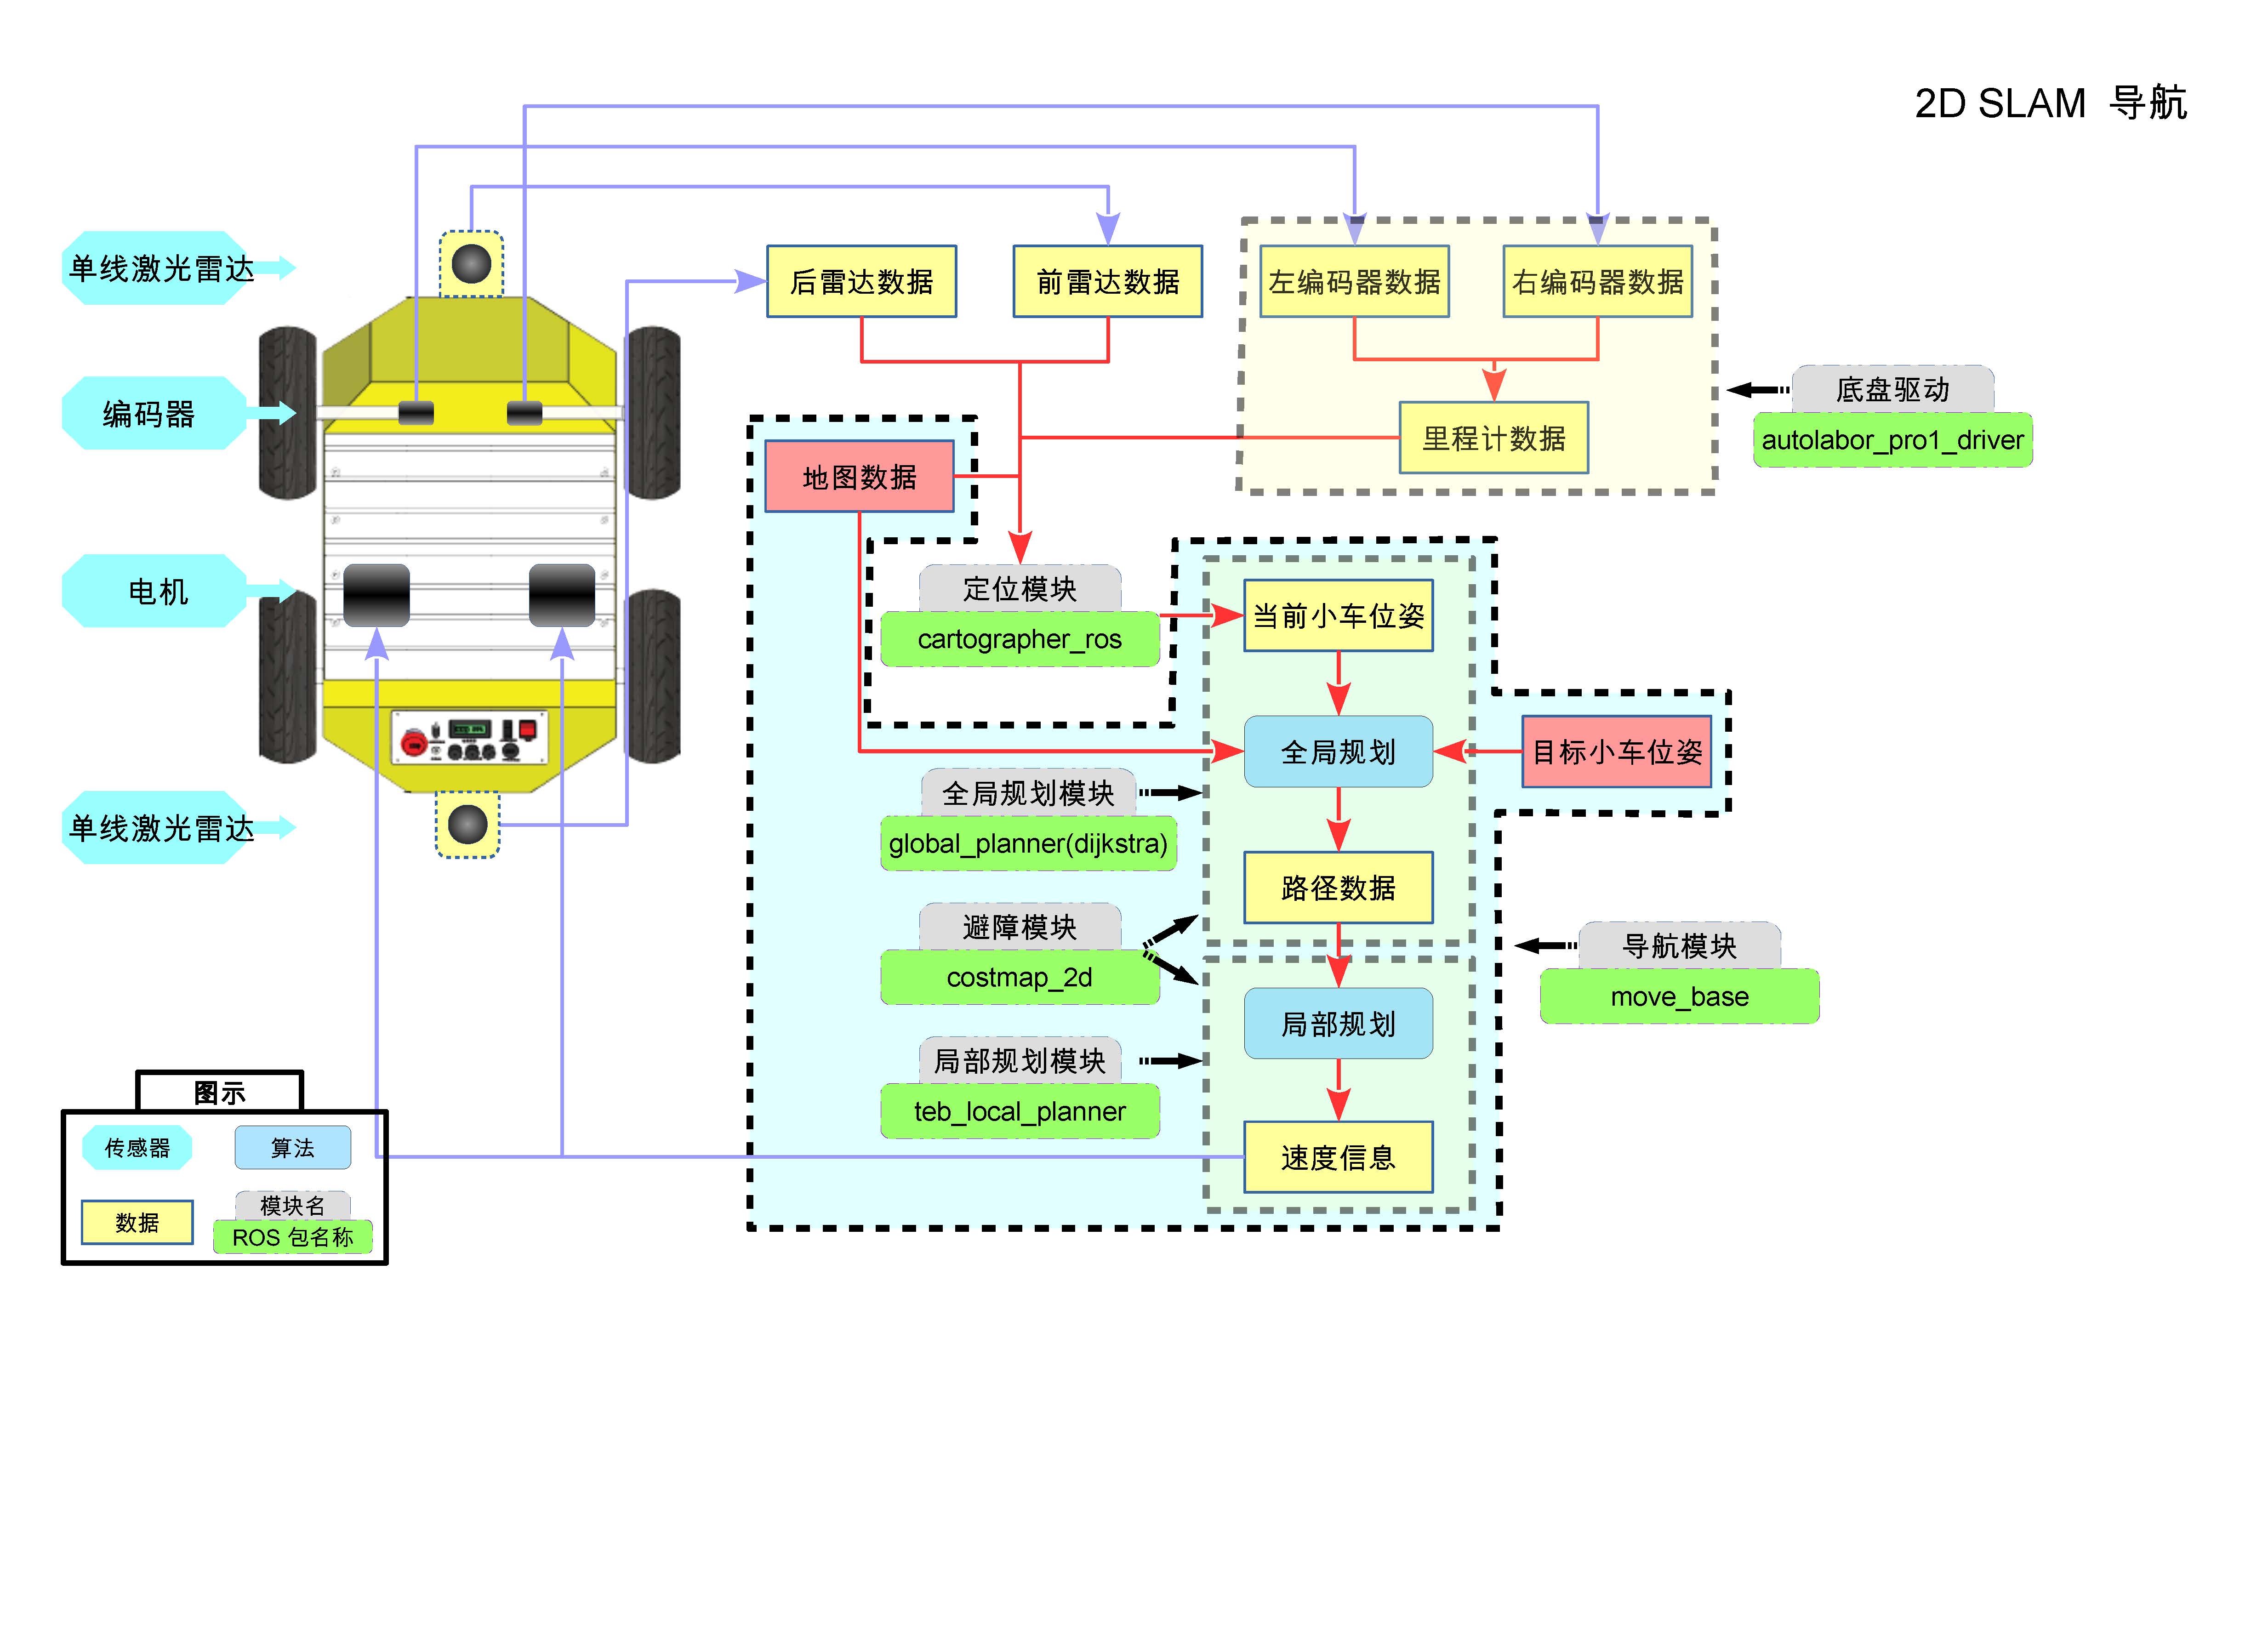 2D SLAM 导航
单线激光雷达
编码器
电机
单线激光雷达
后雷达数据
前雷达数据
左编码器数据
右编码器数据
里程计数据
底盘驱动
autolabor_pro1_driver
地图数据
定位模块
cartographer_ros
当前小车位姿
全局规划
目标小车位姿
全局规划模块
global_planner(dijkstra)
路径数据
避障模块
costmap_2d
导航模块
move_base
局部规划
局部规划模块
teb_local_planner
速度信息
图示
传感器
算法
数据
模块名
ROS 包名称